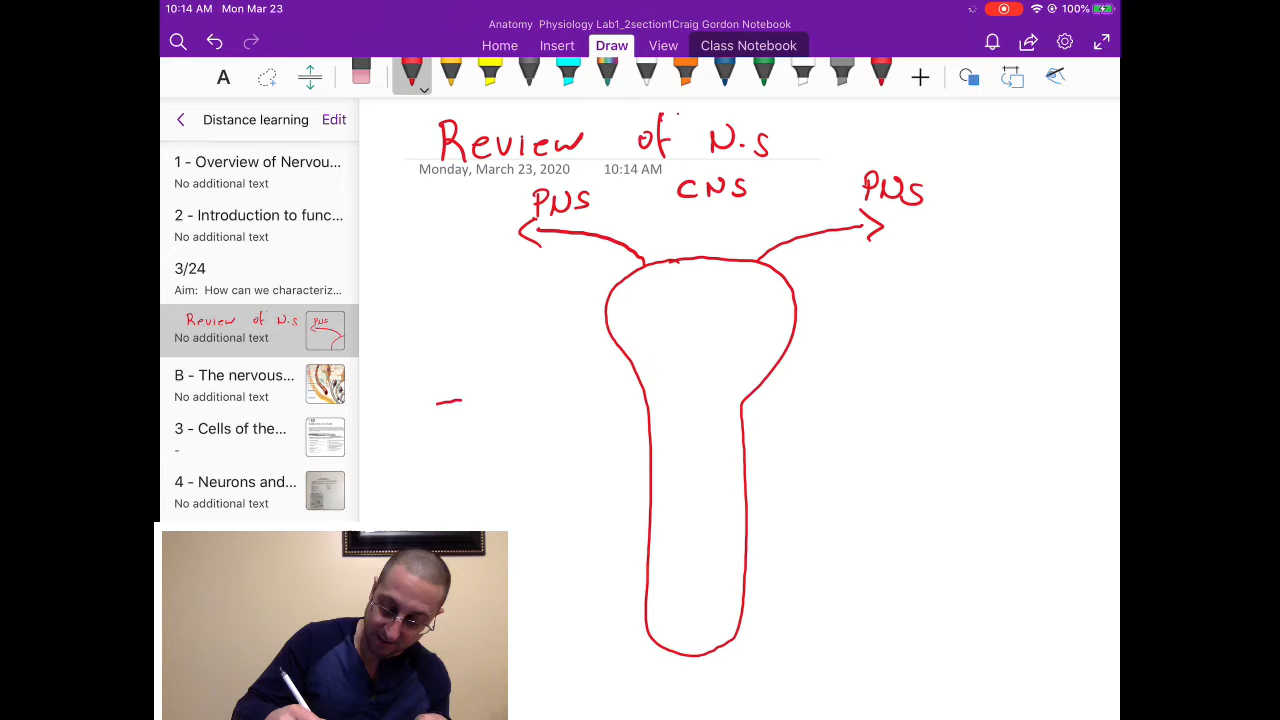 10:14 AM Mon Mar 23
100%
Anatomy Physiology Lab1_2section1Craig Gordon Notebook
Home Insert Draw View Class Notebook
A
Distance learning Edit
1 - Overview of Nervou...
No additional text
2 - Introduction to func...
No additional text
3/24
Aim: How can we characteriz...
Review of N.s PNS
No additional text
B - The nervous...
No additional text
3 - Cells of the...
-
4 - Neurons and...
No additional text
Review of N.s
Monday, March 23, 2020 10:14 AM
PNS CNS PNS